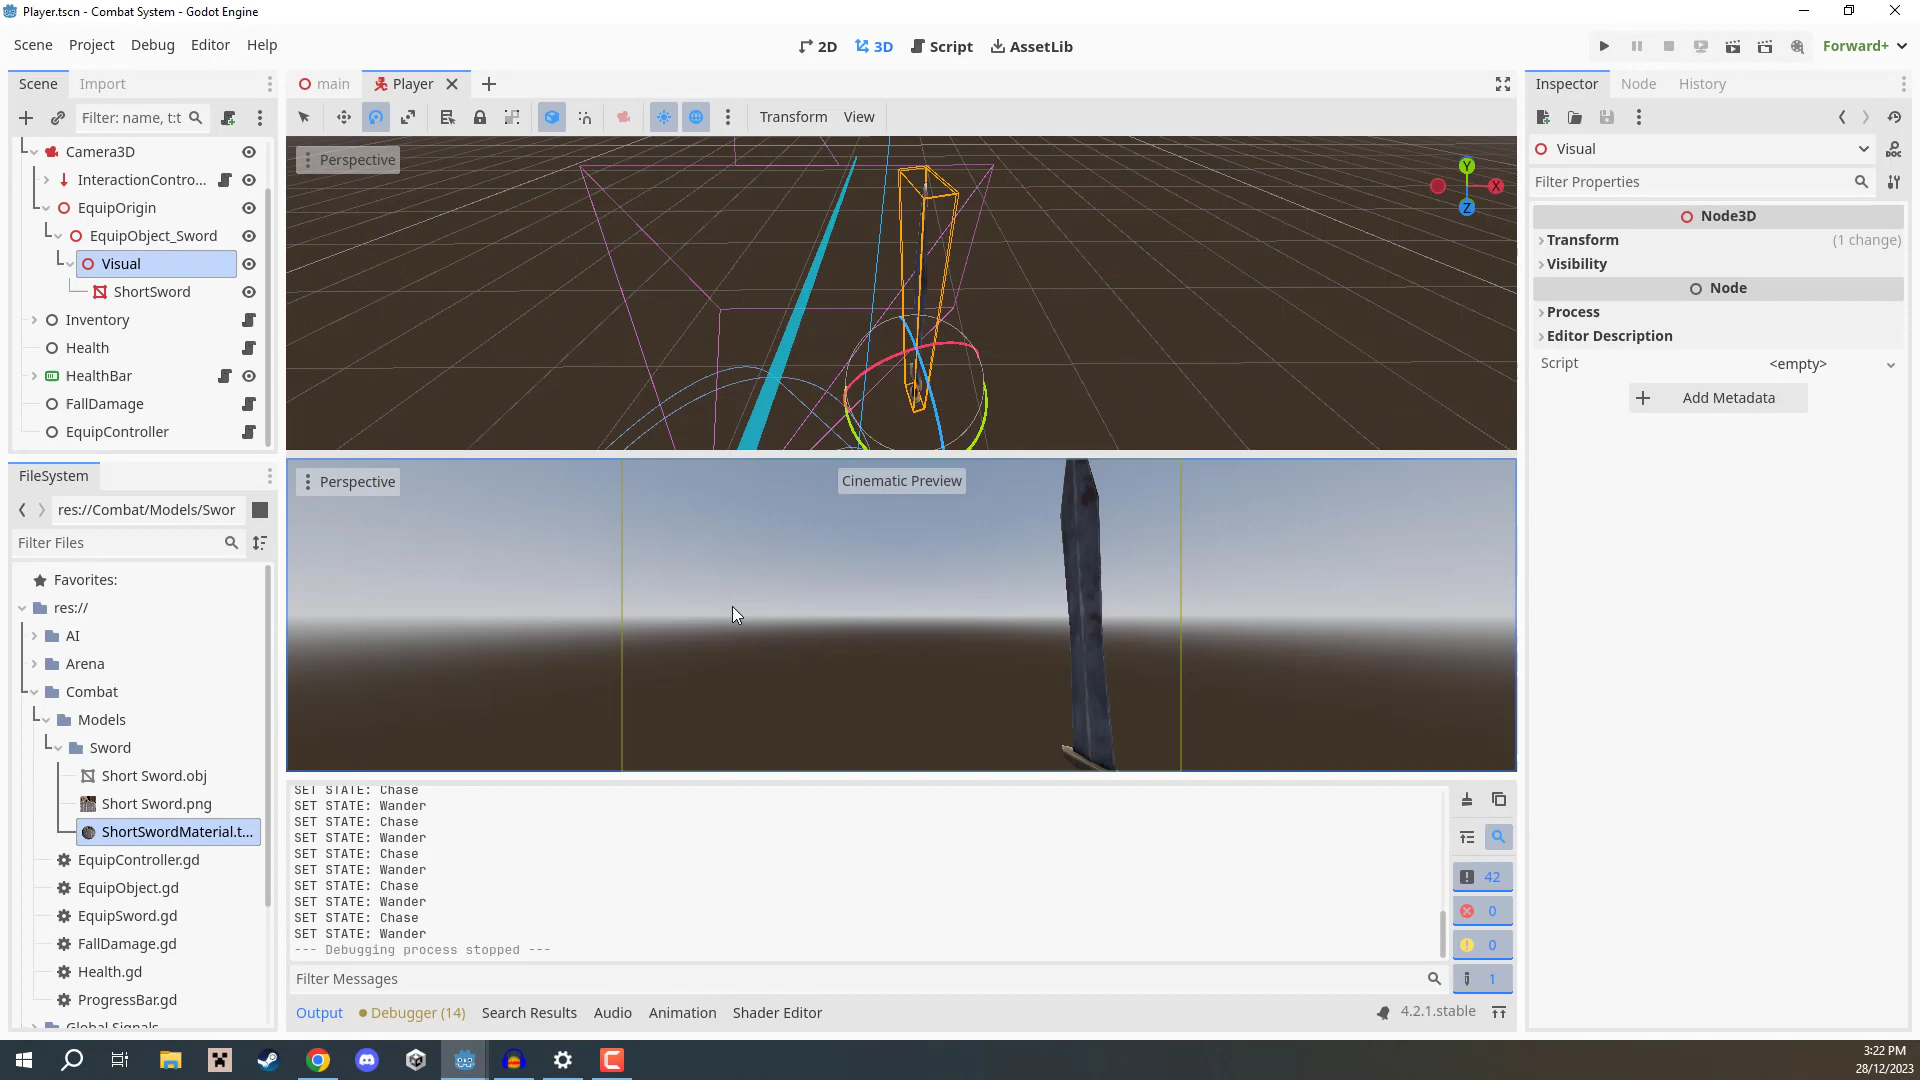 Player.tscn - Combat System - Godot Engine
Scene Project Debug Editor Help
2D 3D Script AssetLib
Forward+
Scene Import
main Player
Inspector Node History
Filter: name, t:t
Transform View
Perspective
Y
X
Z
Camera3D
InteractionContro...
EquipOrigin
EquipObject_Sword
Visual
ShortSword
Inventory
Health
HealthBar
FallDamage
EquipController
Visual
Filter Properties
Node3D
Transform (1 change)
Visibility
Node
Process
Editor Description
Script <empty>
Add Metadata
FileSystem
res://Combat/Models/Swor
Filter Files
Favorites:
res://
AI
Arena
Combat
Models
Sword
Short Sword.obj
Short Sword.png
ShortSwordMaterial.t...
EquipController.gd
EquipObject.gd
EquipSword.gd
FallDamage.gd
Health.gd
ProgressBar.gd
Global Signals
Perspective Cinematic Preview
SET STATE: Chase
SET STATE: Wander
SET STATE: Chase
SET STATE: Wander
SET STATE: Chase
SET STATE: Wander
SET STATE: Chase
SET STATE: Wander
SET STATE: Chase
SET STATE: Wander
--- Debugging process stopped ---
42
0
0
1
Filter Messages
Output Debugger (14) Search Results Audio Animation Shader Editor
4.2.1.stable
3:22 PM
28/12/2023